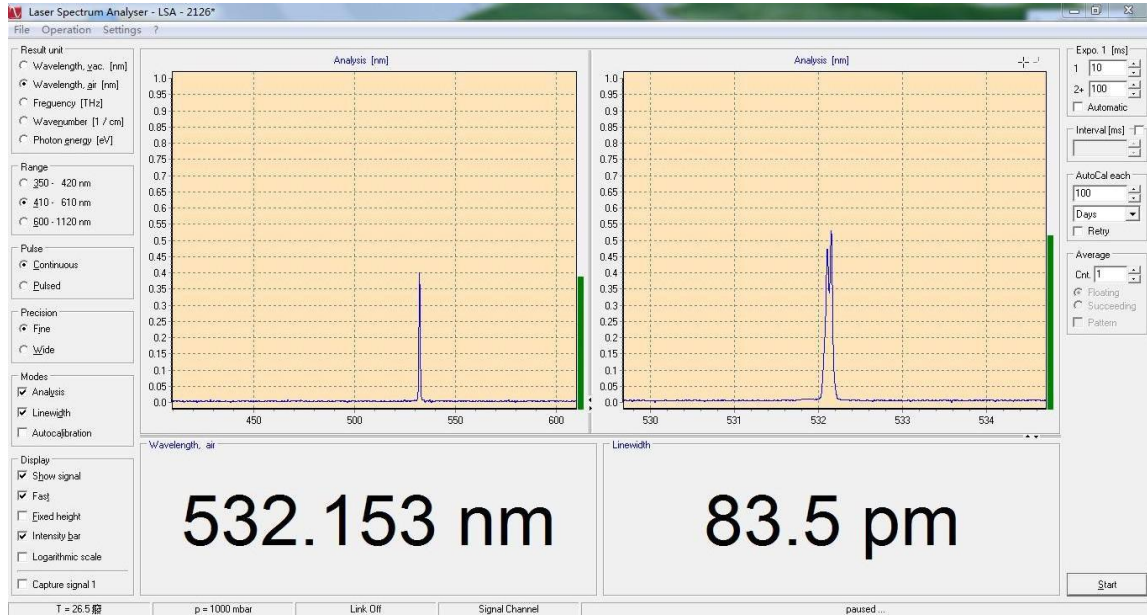 Laser Spectrum Analyser - LSA - 2126*
File Operation Settings ?
Result unit
Wavelength, vac. [nm]
Wavelength, air [nm]
Frequency [THz]
Wavenumber [1 / cm]
Photon energy [eV]
Range
350 - 420 nm
410 - 610 nm
600 - 1120 nm
Pulse
Continuous
Pulsed
Precision
Fine
Wide
Modes
Analysis
Linewidth
Autocalibration
Display
Show signal
Fast
Fixed height
Intensity bar
Logarithmic scale
Capture signal 1
Analysis [nm]
1.0
0.95
0.9
0.85
0.8
0.75
0.7
0.65
0.6
0.55
0.5
0.45
0.4
0.35
0.3
0.25
0.2
0.15
0.1
0.05
0.0
450 500 550 600
Analysis [nm]
1.0
0.95
0.9
0.85
0.8
0.75
0.7
0.65
0.6
0.55
0.5
0.45
0.4
0.35
0.3
0.25
0.2
0.15
0.1
0.05
0.0
530 531 532 533 534
Wavelength, air
532.153 nm
Linewidth
83.5 pm
Expo. 1 [ms]
1 10
2+ 100
Automatic
Interval [ms]
AutoCal each
100
Days
Retry
Average
Cnt. 1
Floating
Succeeding
Pattern
Start
T = 26.5
p = 1000 mbar
Link Off
Signal Channel
paused ...